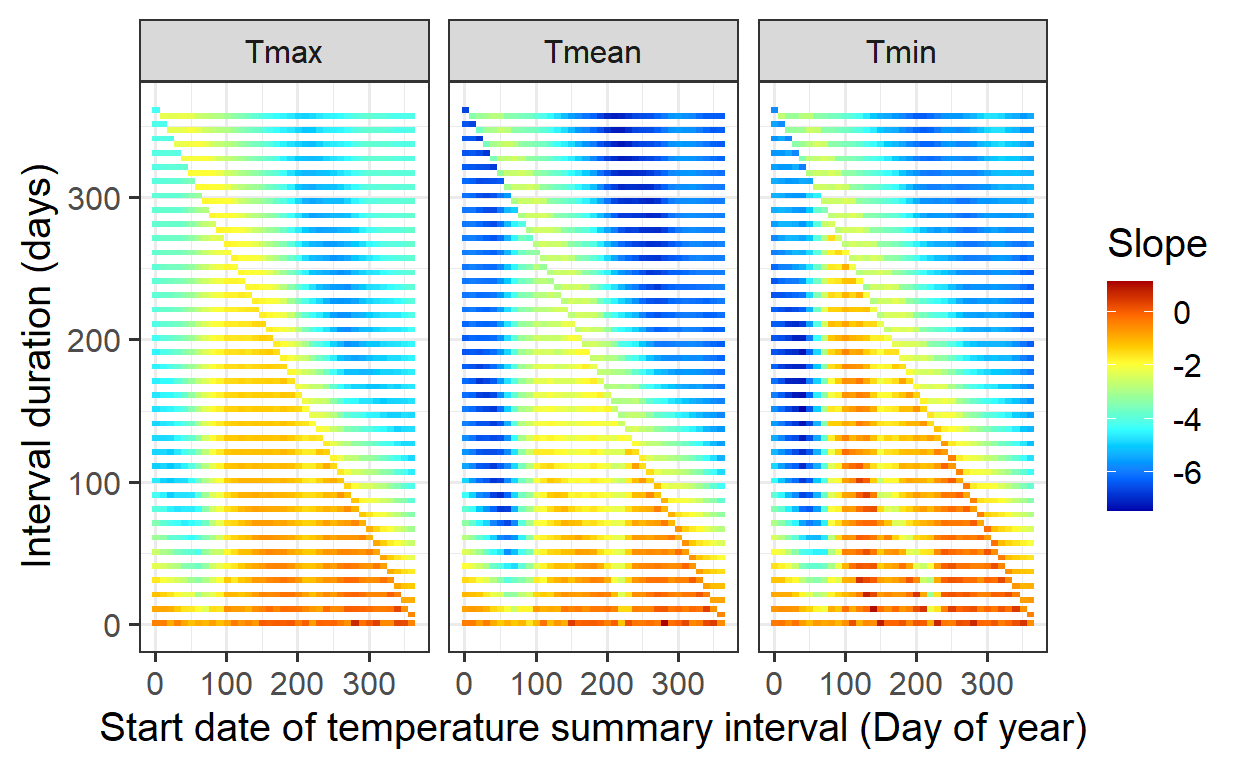 Tmax Tmean Tmin
Interval duration (days)
300
200
100
0
0 100 200 300 0 100 200 300 0 100 200 300
Start date of temperature summary interval (Day of year)
Slope
0
-2
-4
-6